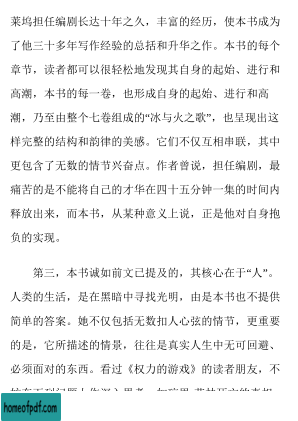 莱坞担任编剧长达十年之久，丰富的经历，使本书成为
了他三十多年写作经验的总括和升华之作。本书的每个
章节，读者都可以很轻松地发现其自身的起始、进行和
高潮，本书的每一卷，也形成自身的起始、进行和高
潮，乃至由整个七卷组成的“冰与火之歌”，也呈现出这
样完整的结构和韵律的美感。它们不仅互相串联，其中
更包含了无数的情节兴奋点。作者曾说，担任编剧，最
痛苦的是不能将自己的才华在四十五分钟一集的时间内
释放出来，而本书，从某种意义上说，正是他对自身抱
负的实现。
第三，本书诚如前文已提及的，其核心在于“人”。
人类的生活，是在黑暗中寻找光明，由是本书也不提供
简单的答案。她不仅包括无数扣人心弦的情节，更重要
的是，它所描述的情景，往往是真实人生中无可回避、
必须面对的东西。看过《权力的游戏》的读者朋友，不
homeofpdf.com